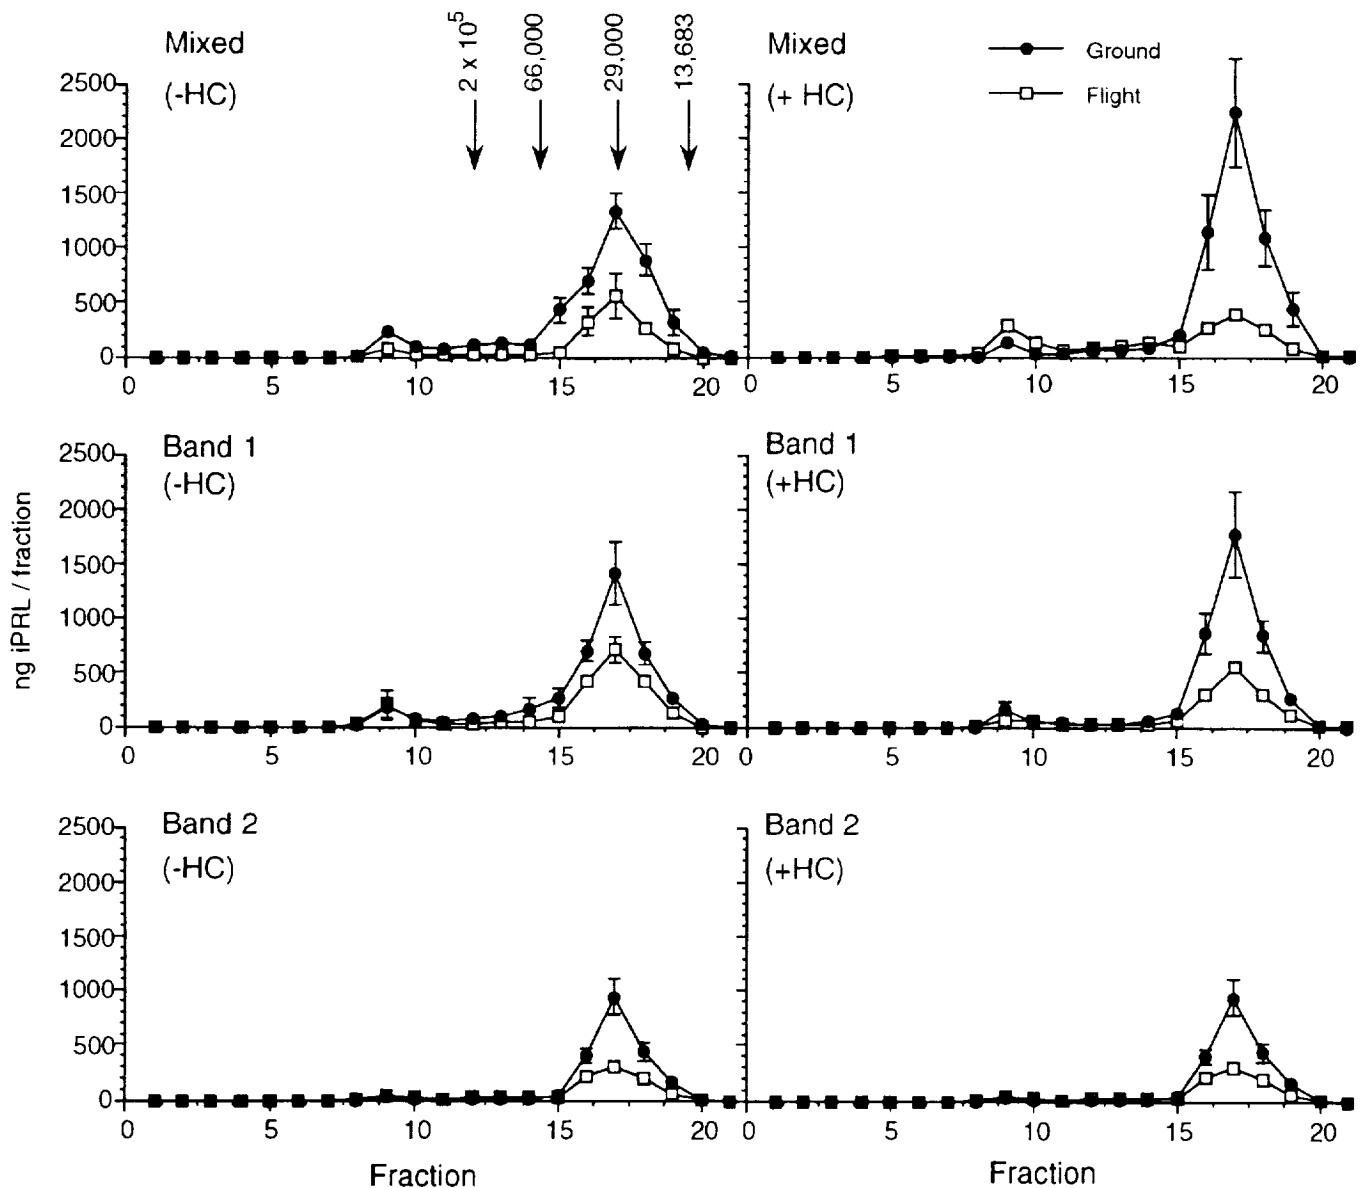 Mixed
(-HC)
2 x 10⁵
66,000
29,000
13,683
2500
2000
1500
1000
500
0
0 5 10 15 20
Mixed
(+ HC)
Ground
Flight
0 5 10 15 20
Band 1
(-HC)
2500
2000
1500
1000
500
0
0 5 10 15 20
Band 1
(+HC)
0 5 10 15 20
ng iPRL / fraction
Band 2
(-HC)
2500
2000
1500
1000
500
0
0 5 10 15 20
Fraction
Band 2
(+HC)
0 5 10 15 20
Fraction